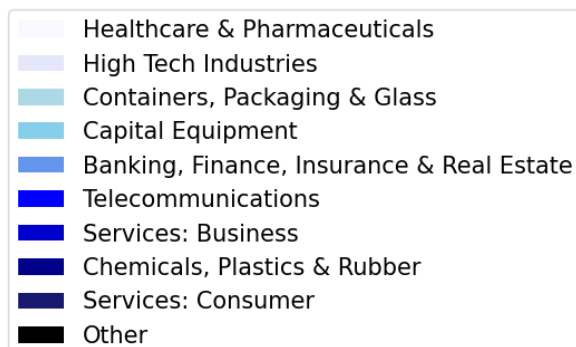 Healthcare & Pharmaceuticals
High Tech Industries
Containers, Packaging & Glass
Capital Equipment
Banking, Finance, Insurance & Real Estate
Telecommunications
Services: Business
Chemicals, Plastics & Rubber
Services: Consumer
Other